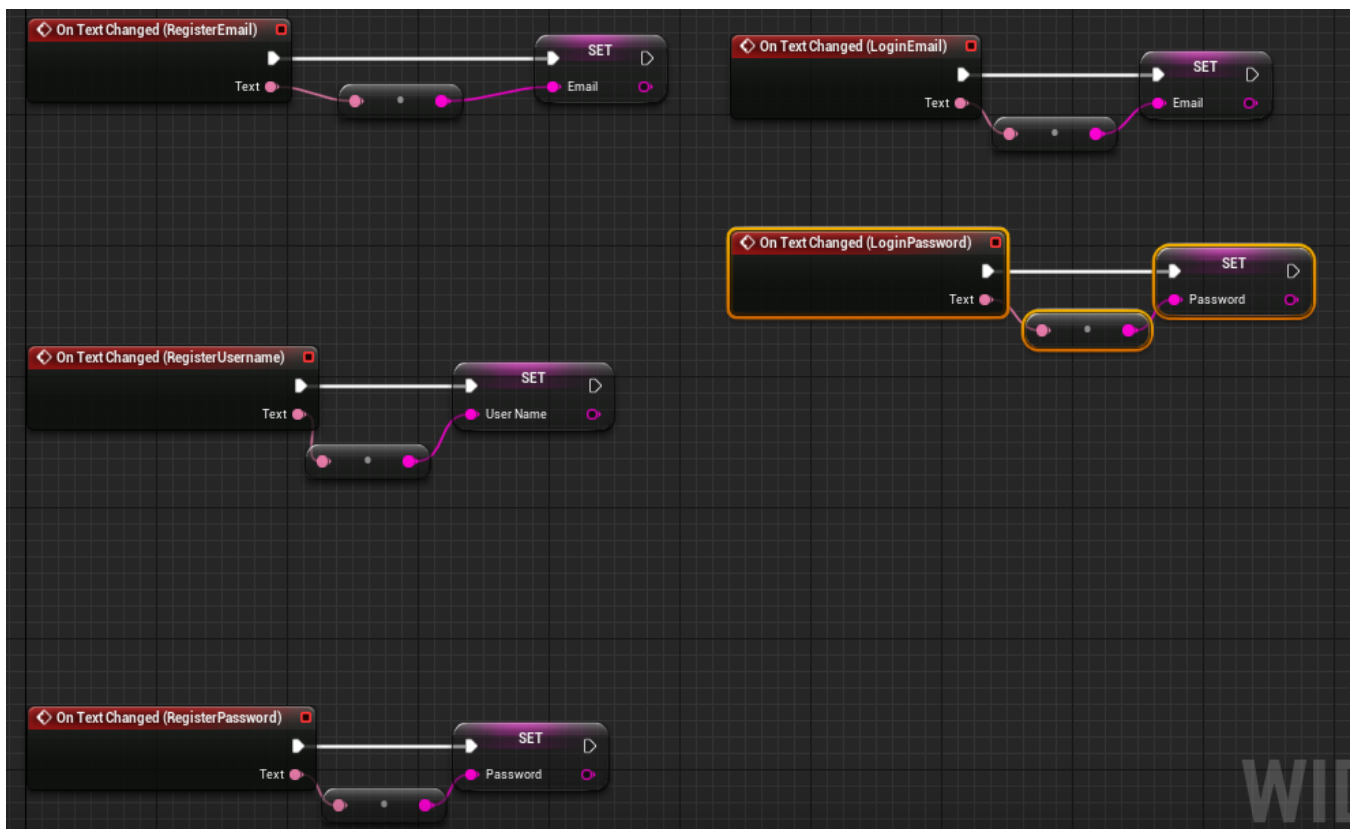 On Text Changed (RegisterEmail)
Text
SET
Email
On Text Changed (LoginEmail)
Text
SET
Email
On Text Changed (LoginPassword)
Text
SET
Password
On Text Changed (RegisterUsername)
Text
SET
User Name
On Text Changed (RegisterPassword)
Text
SET
Password
WID